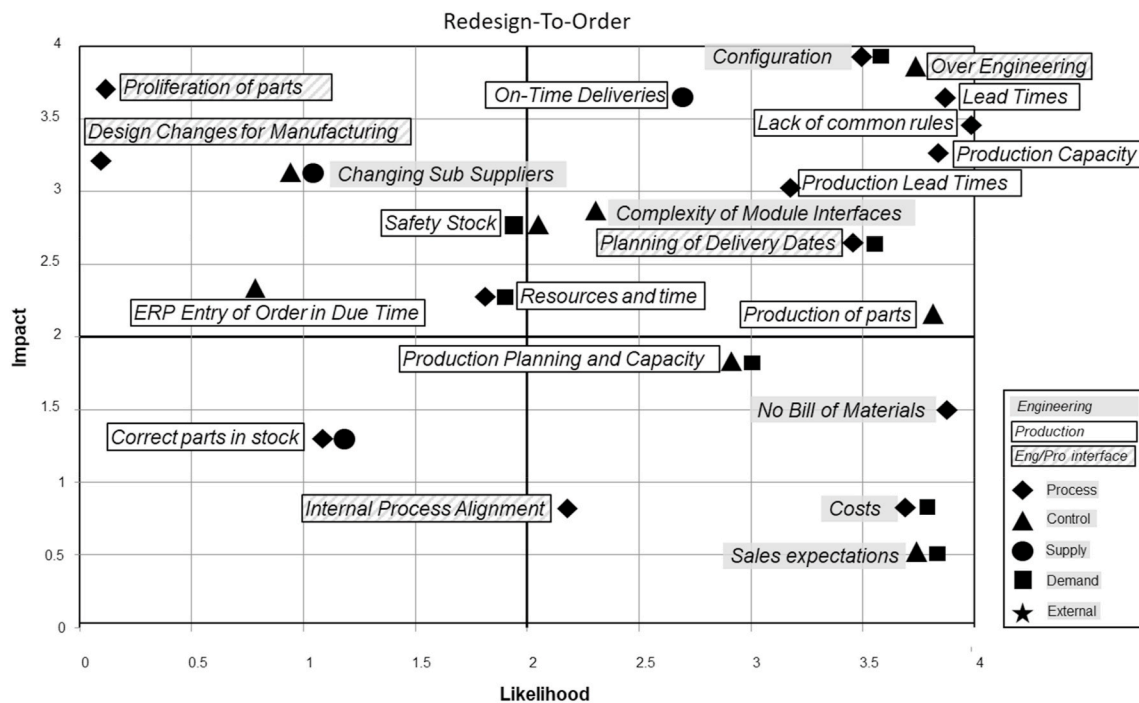 Redesign-To-Order
4
Configuration
Over Engineering
Proliferation of parts
On-Time Deliveries
Lead Times
3.5
Lack of common rules
Design Changes for Manufacturing
Production Capacity
Changing Sub Suppliers
3
Production Lead Times
Safety Stock
Complexity of Module Interfaces
Planning of Delivery Dates
2.5
ERP Entry of Order in Due Time
Resources and time
Production of parts
2
Impact
Production Planning and Capacity
1.5
No Bill of Materials
Correct parts in stock
1
Internal Process Alignment
Costs
0.5
Sales expectations
0
0 0.5 1 1.5 2 2.5 3 3.5 4
Likelihood
Engineering
Production
Eng/Pro interface
Process
Control
Supply
Demand
External